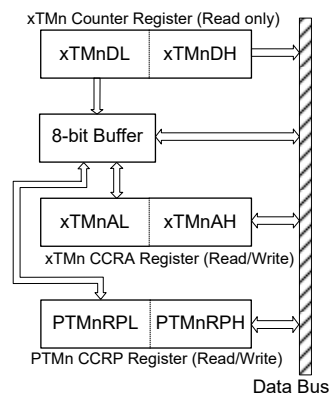 xTMn Counter Register (Read only)
xTMnDL xTMnDH
8-bit Buffer
xTMnAL xTMnAH
xTMn CCRA Register (Read/Write)
PTMnRPL PTMnRPH
PTMn CCRP Register (Read/Write)
Data Bus